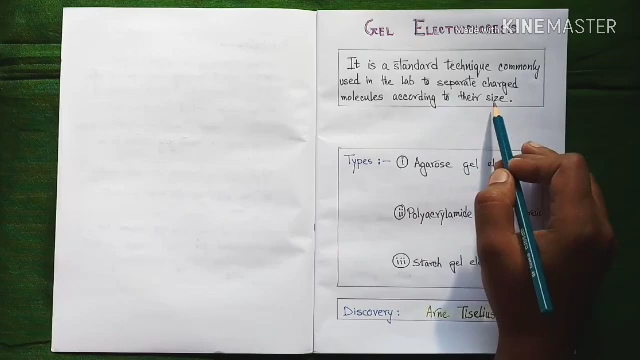 GEL
KINEMASTER
It is a standard technique commonly
used in the lab to separate charged
molecules according to their size.
Types :- (i) Agarose gel
(ii) Polyacrylamide
(iii) Starch gel
Discovery : Arne Tiselius